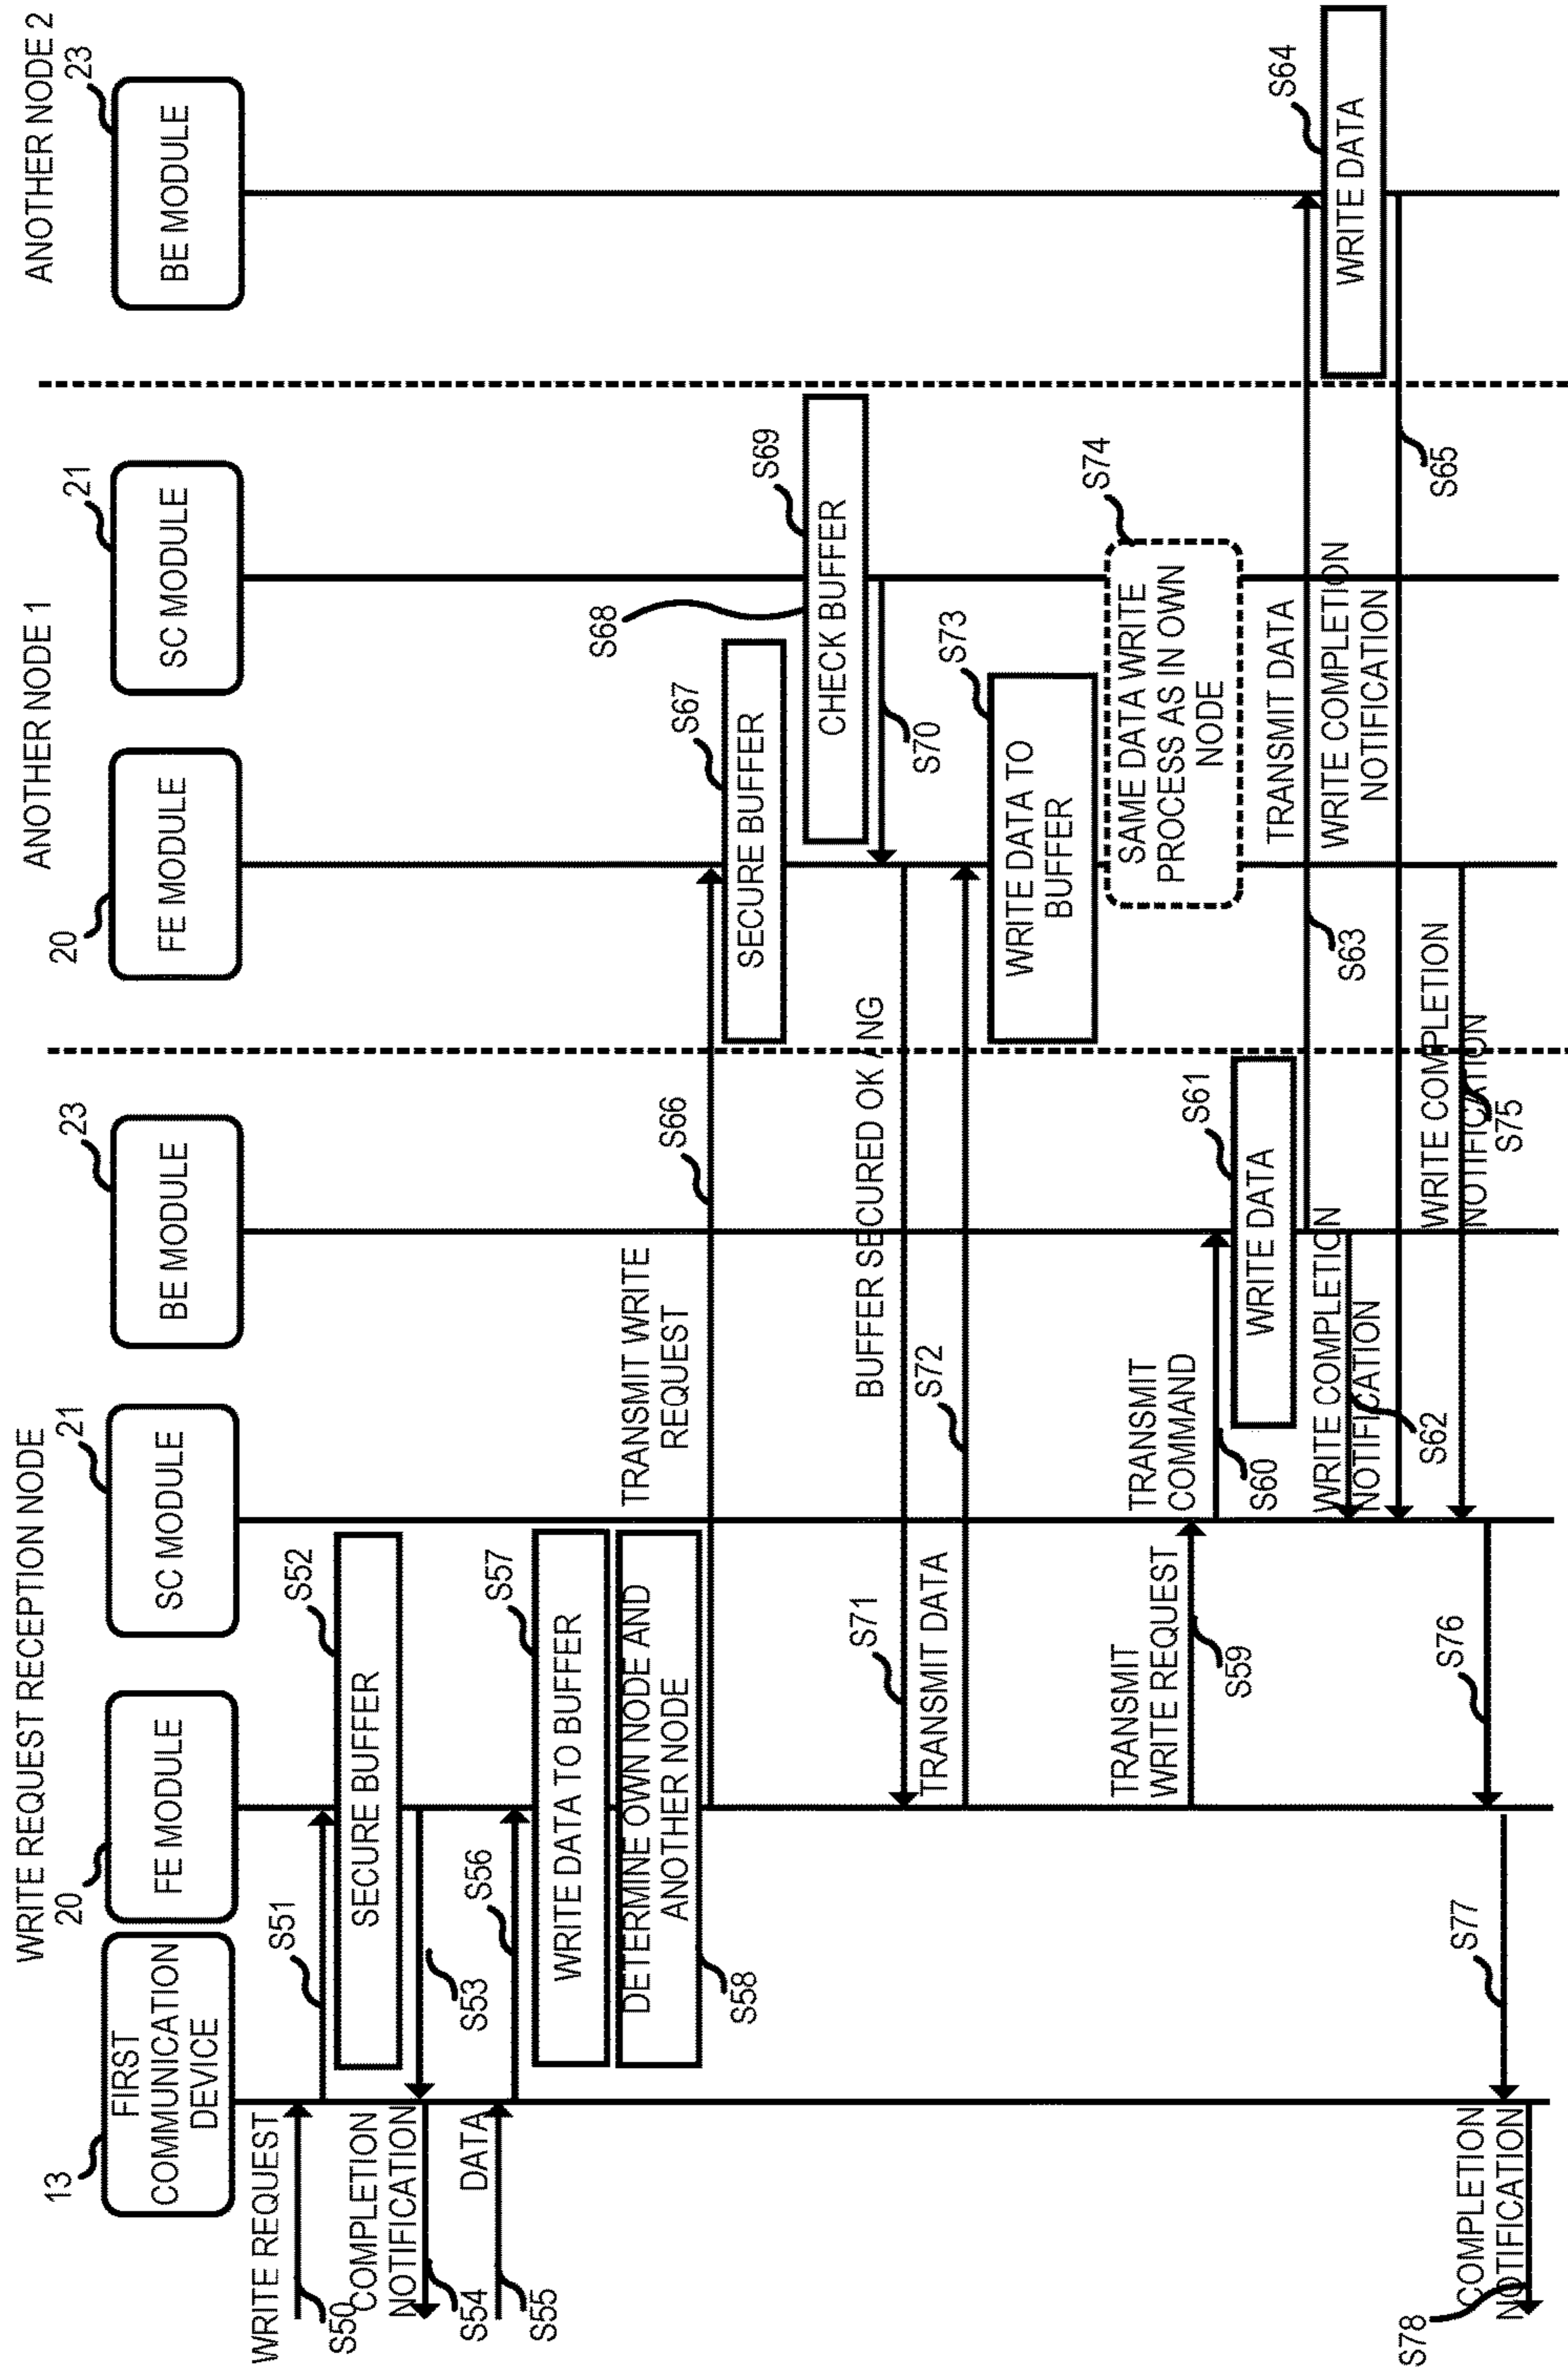 WRITE REQUEST RECEPTION NODE
ANOTHER NODE 1
ANOTHER NODE 2
13
20
21
23
20
21
23
FIRST
COMMUNICATION
DEVICE
FE MODULE
SC MODULE
BE MODULE
FE MODULE
SC MODULE
BE MODULE
WRITE REQUEST
S50
S51
S52
SECURE BUFFER
S53
COMPLETION
NOTIFICATION
S54
DATA
S55
S56
S57
WRITE DATA TO BUFFER
DETERMINE OWN NODE AND
ANOTHER NODE
S58
TRANSMIT WRITE
REQUEST
S66
S67
SECURE BUFFER
S68
S69
CHECK BUFFER
S70
BUFFER SECURED OK / NG
S71
TRANSMIT DATA
S72
S73
WRITE DATA TO
BUFFER
S74
SAME DATA WRITE
PROCESS AS IN OWN
NODE
TRANSMIT
WRITE REQUEST
S59
TRANSMIT
COMMAND
S60
S61
WRITE DATA
TRANSMIT DATA
S63
S64
WRITE DATA
WRITE COMPLETION
NOTIFICATION
S62
WRITE COMPLETION
NOTIFICATION
S65
WRITE COMPLETION
NOTIFICATION
S75
S76
S77
COMPLETION
NOTIFICATION
S78